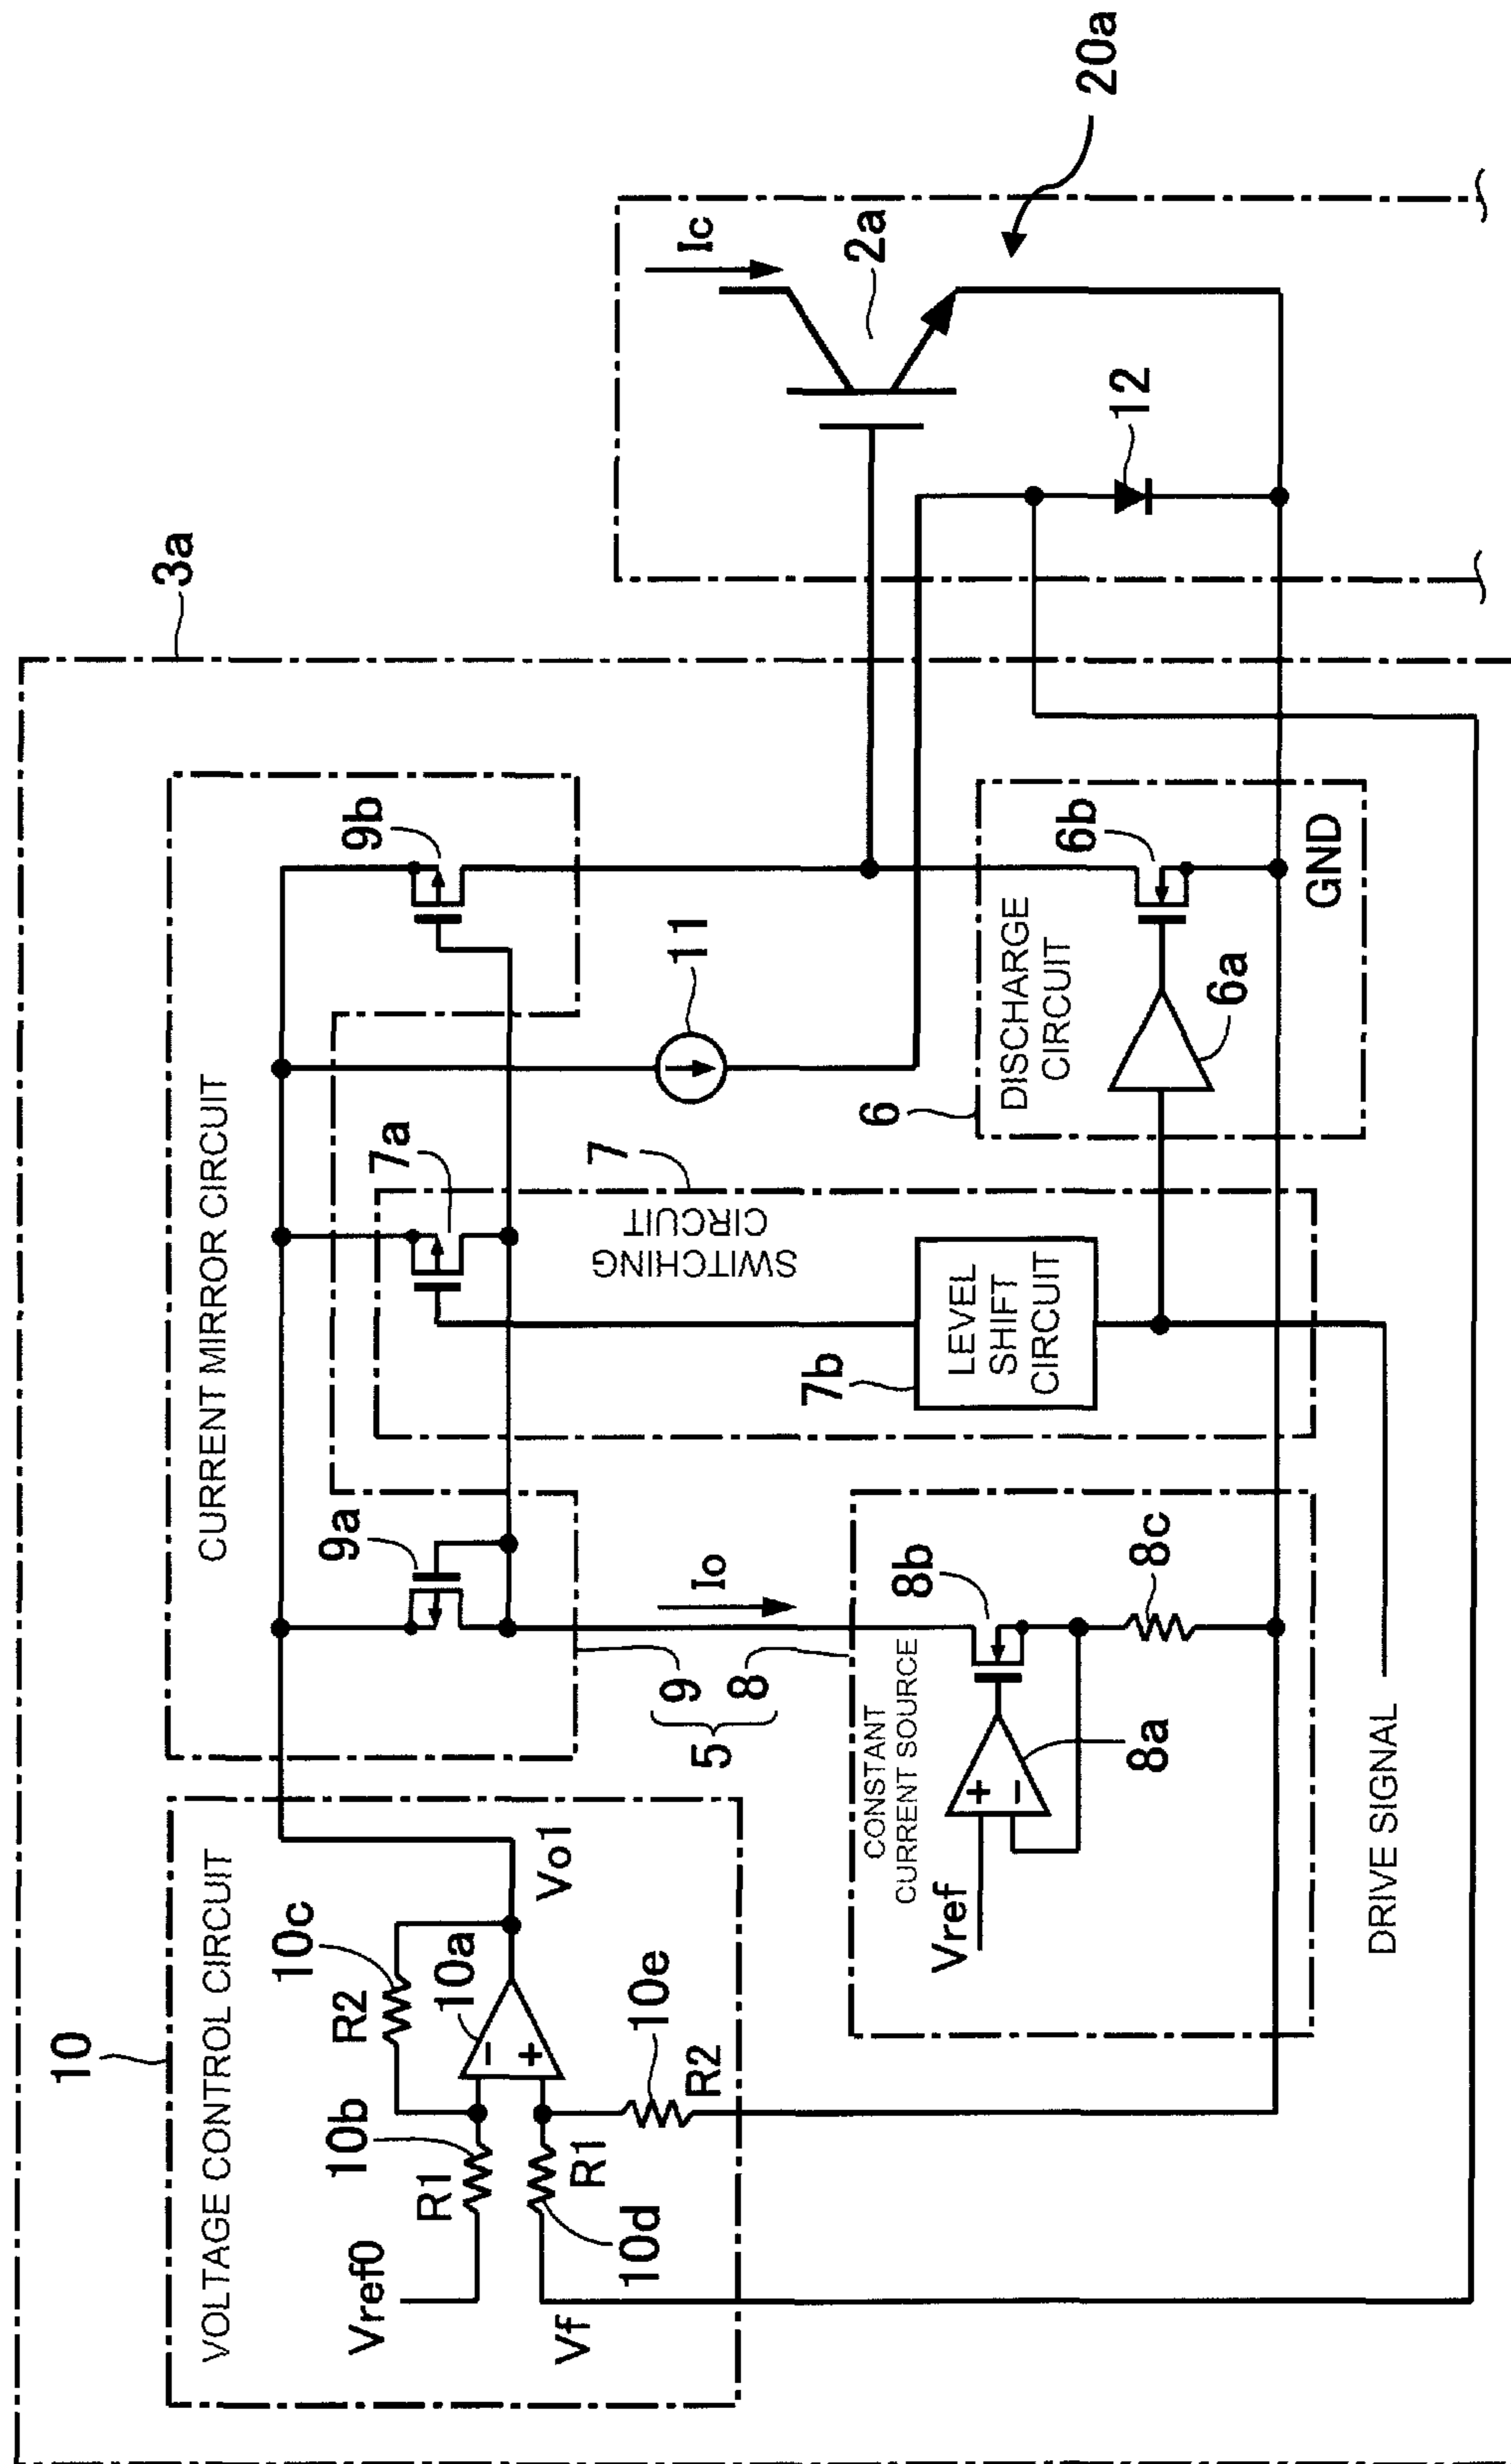 10
VOLTAGE CONTROL CIRCUIT
Vref0
R1
10b
R2
10c
10a
−
+
Vo1
Vf
R1
10d
R2
10e
3a
CURRENT MIRROR CIRCUIT
9a
7a
9b
Io
9
8
5
SWITCHING
CIRCUIT
7
11
7b
LEVEL
SHIFT
CIRCUIT
CONSTANT
CURRENT SOURCE
Vref
+
−
8a
8b
8c
6
DISCHARGE
CIRCUIT
6a
6b
GND
DRIVE SIGNAL
Ic
2a
12
20a